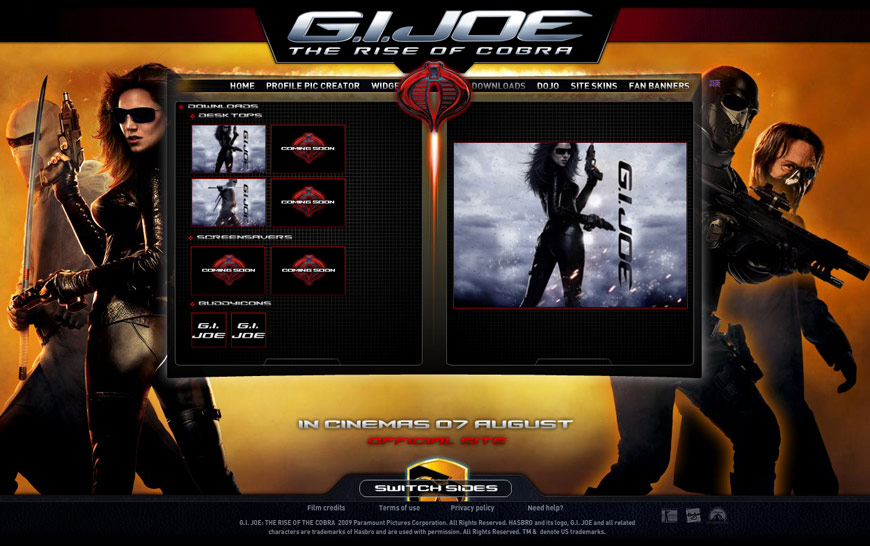 G.I.JOE
THE RISE OF COBRA
HOME PROFILE PIC CREATOR WIDGE DOWNLOADS DOJO SITE SKINS FAN BANNERS
DOWNLOADS
DESKTOPS
G.I.JOE
COMING SOON
G.I.JOE
COMING SOON
SCREENSAVERS
COMING SOON
COMING SOON
BUDDYICONS
G.I.
JOE
G.I.
JOE
G.I.JOE
IN CINEMAS 07 AUGUST
OFFICIAL SITE
SWITCH SIDES
Film credits Terms of use Privacy policy Need help?
G.I. JOE: THE RISE OF THE COBRA 2009 Paramount Pictures Corporation. All Rights Reserved. HASBRO and its logo, G.I. JOE and all related
characters are trademarks of Hasbro and are used with permission. All Rights Reserved. TM & denote US trademarks.